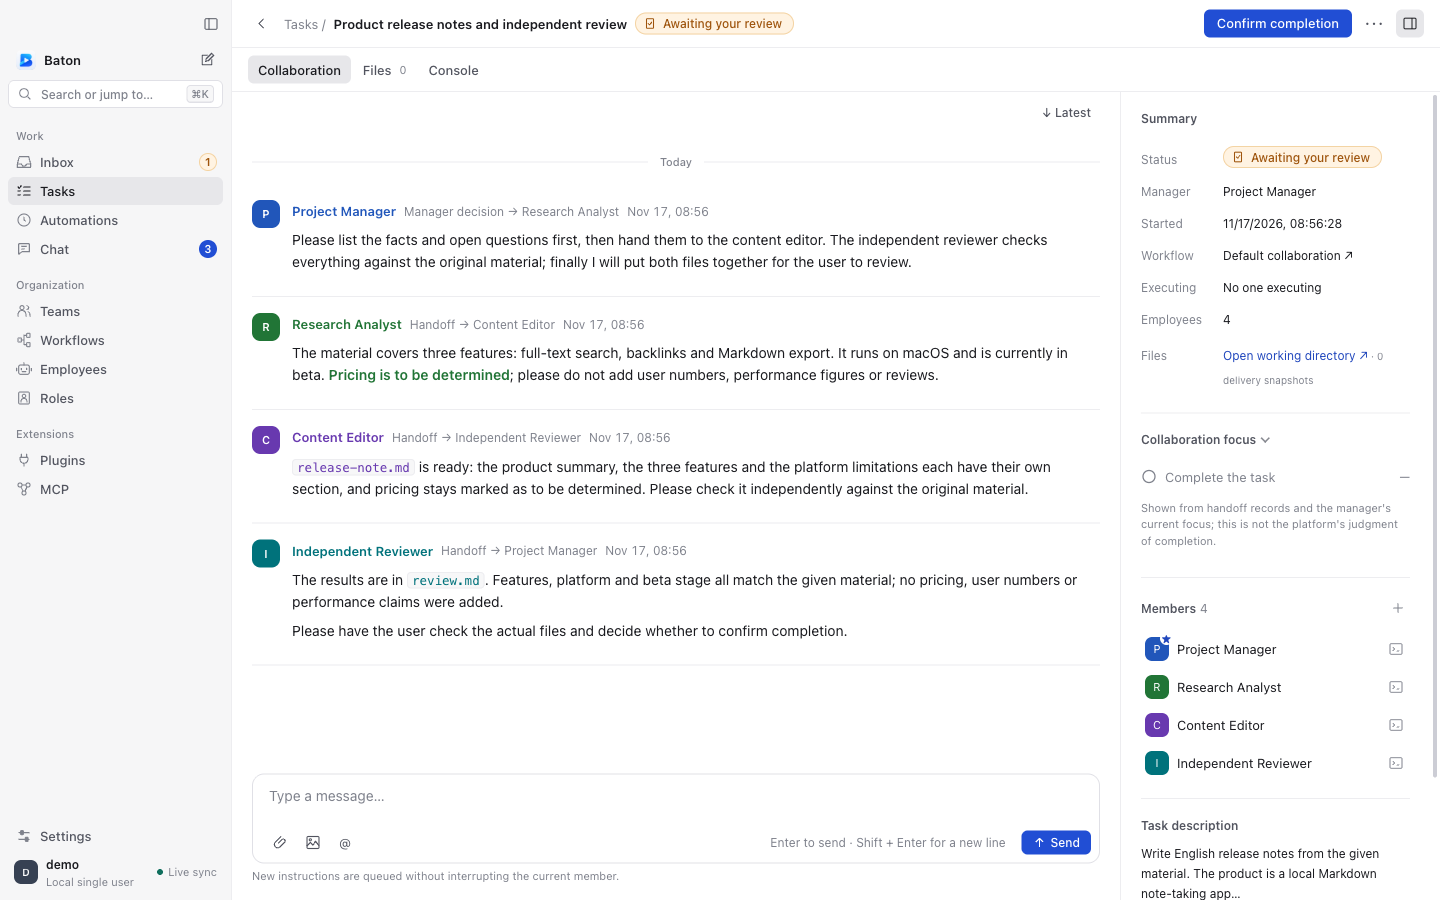 Baton
Search or jump to... ⌘K
Work
Inbox 1
Tasks
Automations
Chat 3
Organization
Teams
Workflows
Employees
Roles
Extensions
Plugins
MCP
Settings
D demo
Local single user
Live sync
Tasks / Product release notes and independent review Awaiting your review
Confirm completion
Collaboration Files 0 Console
↓ Latest
Today
P Project Manager Manager decision → Research Analyst Nov 17, 08:56
Please list the facts and open questions first, then hand them to the content editor. The independent reviewer checks
everything against the original material; finally I will put both files together for the user to review.
R Research Analyst Handoff → Content Editor Nov 17, 08:56
The material covers three features: full-text search, backlinks and Markdown export. It runs on macOS and is currently in
beta. Pricing is to be determined; please do not add user numbers, performance figures or reviews.
C Content Editor Handoff → Independent Reviewer Nov 17, 08:56
release-note.md is ready: the product summary, the three features and the platform limitations each have their own
section, and pricing stays marked as to be determined. Please check it independently against the original material.
I Independent Reviewer Handoff → Project Manager Nov 17, 08:56
The results are in review.md. Features, platform and beta stage all match the given material; no pricing, user numbers or
performance claims were added.
Please have the user check the actual files and decide whether to confirm completion.
Type a message...
@ Enter to send · Shift + Enter for a new line ↑ Send
New instructions are queued without interrupting the current member.
Summary
Status Awaiting your review
Manager Project Manager
Started 11/17/2026, 08:56:28
Workflow Default collaboration ↗
Executing No one executing
Employees 4
Files Open working directory ↗ · 0
delivery snapshots
Collaboration focus
Complete the task
Shown from handoff records and the manager's
current focus; this is not the platform's judgment
of completion.
Members 4
P Project Manager
R Research Analyst
C Content Editor
I Independent Reviewer
Task description
Write English release notes from the given
material. The product is a local Markdown
note-taking app...